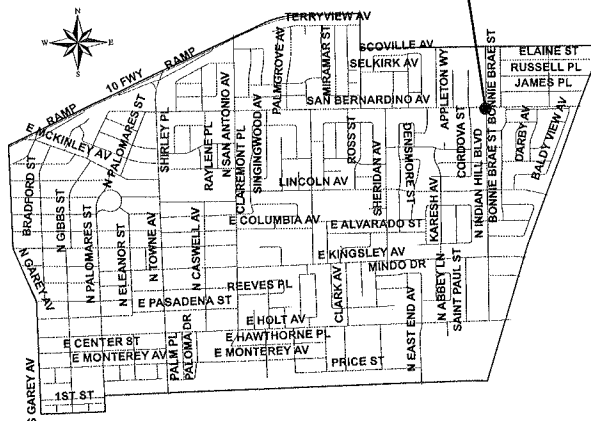 N
W
E
S
TERRYVIEW AV
SCOVILLE AV
SELKIRK AV
ELAINE ST
RUSSELL PL
JAMES PL
RAMP
10 FWY
RAMP
PALMGROVE AV
MIRAMAR ST
SAN BERNARDINO AV
APPLETON WY
BONNIE BRAE ST
E MCKINLEY AV
N PALOMARES ST
SHIRLEY PL
RAYLENE PL
N SAN ANTONIO AV
CLAREMONT PL
SINGINGWOOD AV
ROSS ST
SHERIDAN AV
DENSMORE ST
CORDOVA ST
N INDIAN HILL BLVD
BONNIE BRAE ST
DARBY AV
BALDY VIEW AV
BRADFORD ST
N GIBBS ST
LINCOLN AV
KARESH AV
N PALOMARES ST
N ELEANOR ST
N TOWNE AV
N CASWELL AV
E COLUMBIA AV
E ALVARADO ST
N GAREY AV
E KINGSLEY AV
MINDO DR
REEVES PL
CLARK AV
N ABBEY LN
SAINT PAUL ST
E PASADENA ST
E HOLT AV
N EAST END AV
E CENTER ST
E HAWTHORNE PL
E MONTEREY AV
PALM PL
PALOMA DR
E MONTEREY AV
PRICE ST
1ST ST
S GAREY AV